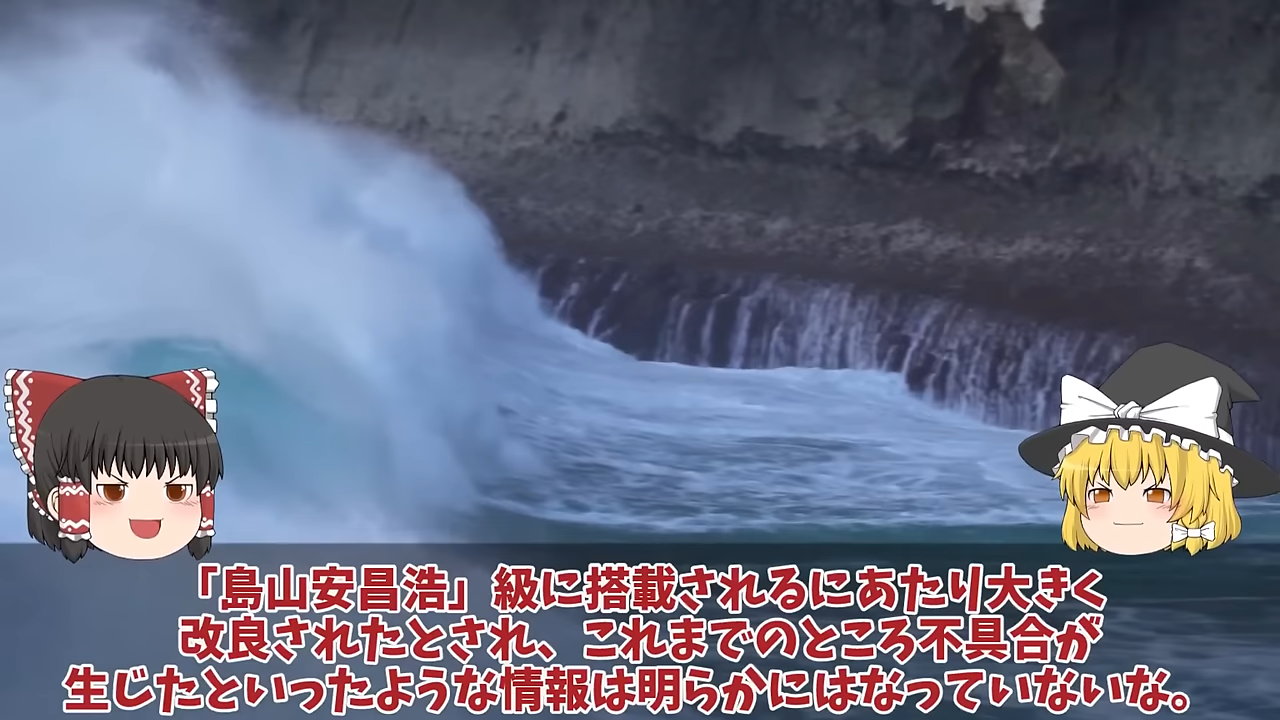 「島山安昌浩」級に搭載されるにあたり大きく
改良されたとされ、これまでのところ不具合が
生じたといったような情報は明らかにはなっていないな。